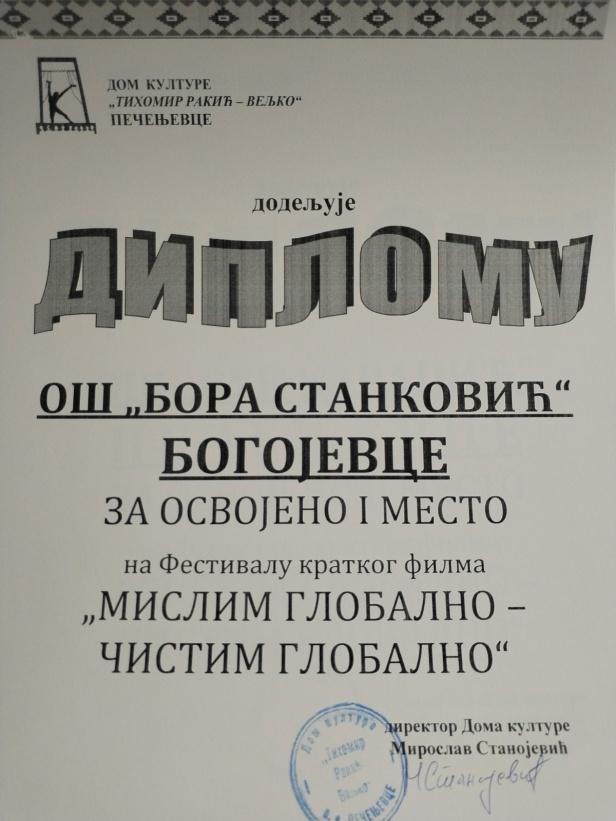 ДОМ КУЛТУРЕ
„ТИХОМИР РАКИЋ – ВЕЉКО“
ПЕЧЕЊЕВЦЕ
додељује
ДИПЛОМУ
ОШ „БОРА СТАНКОВИЋ“
БОГОЈЕВЦЕ
ЗА ОСВОЈЕНО I МЕСТО
на Фестивалу кратког филма
„МИСЛИМ ГЛОБАЛНО –
ЧИСТИМ ГЛОБАЛНО“
директор Дома културе
Мирослав Станојевић
Дом културе
„Тихомир
Ракић
Вељко“
ПЕЧЕЊЕВЦЕ